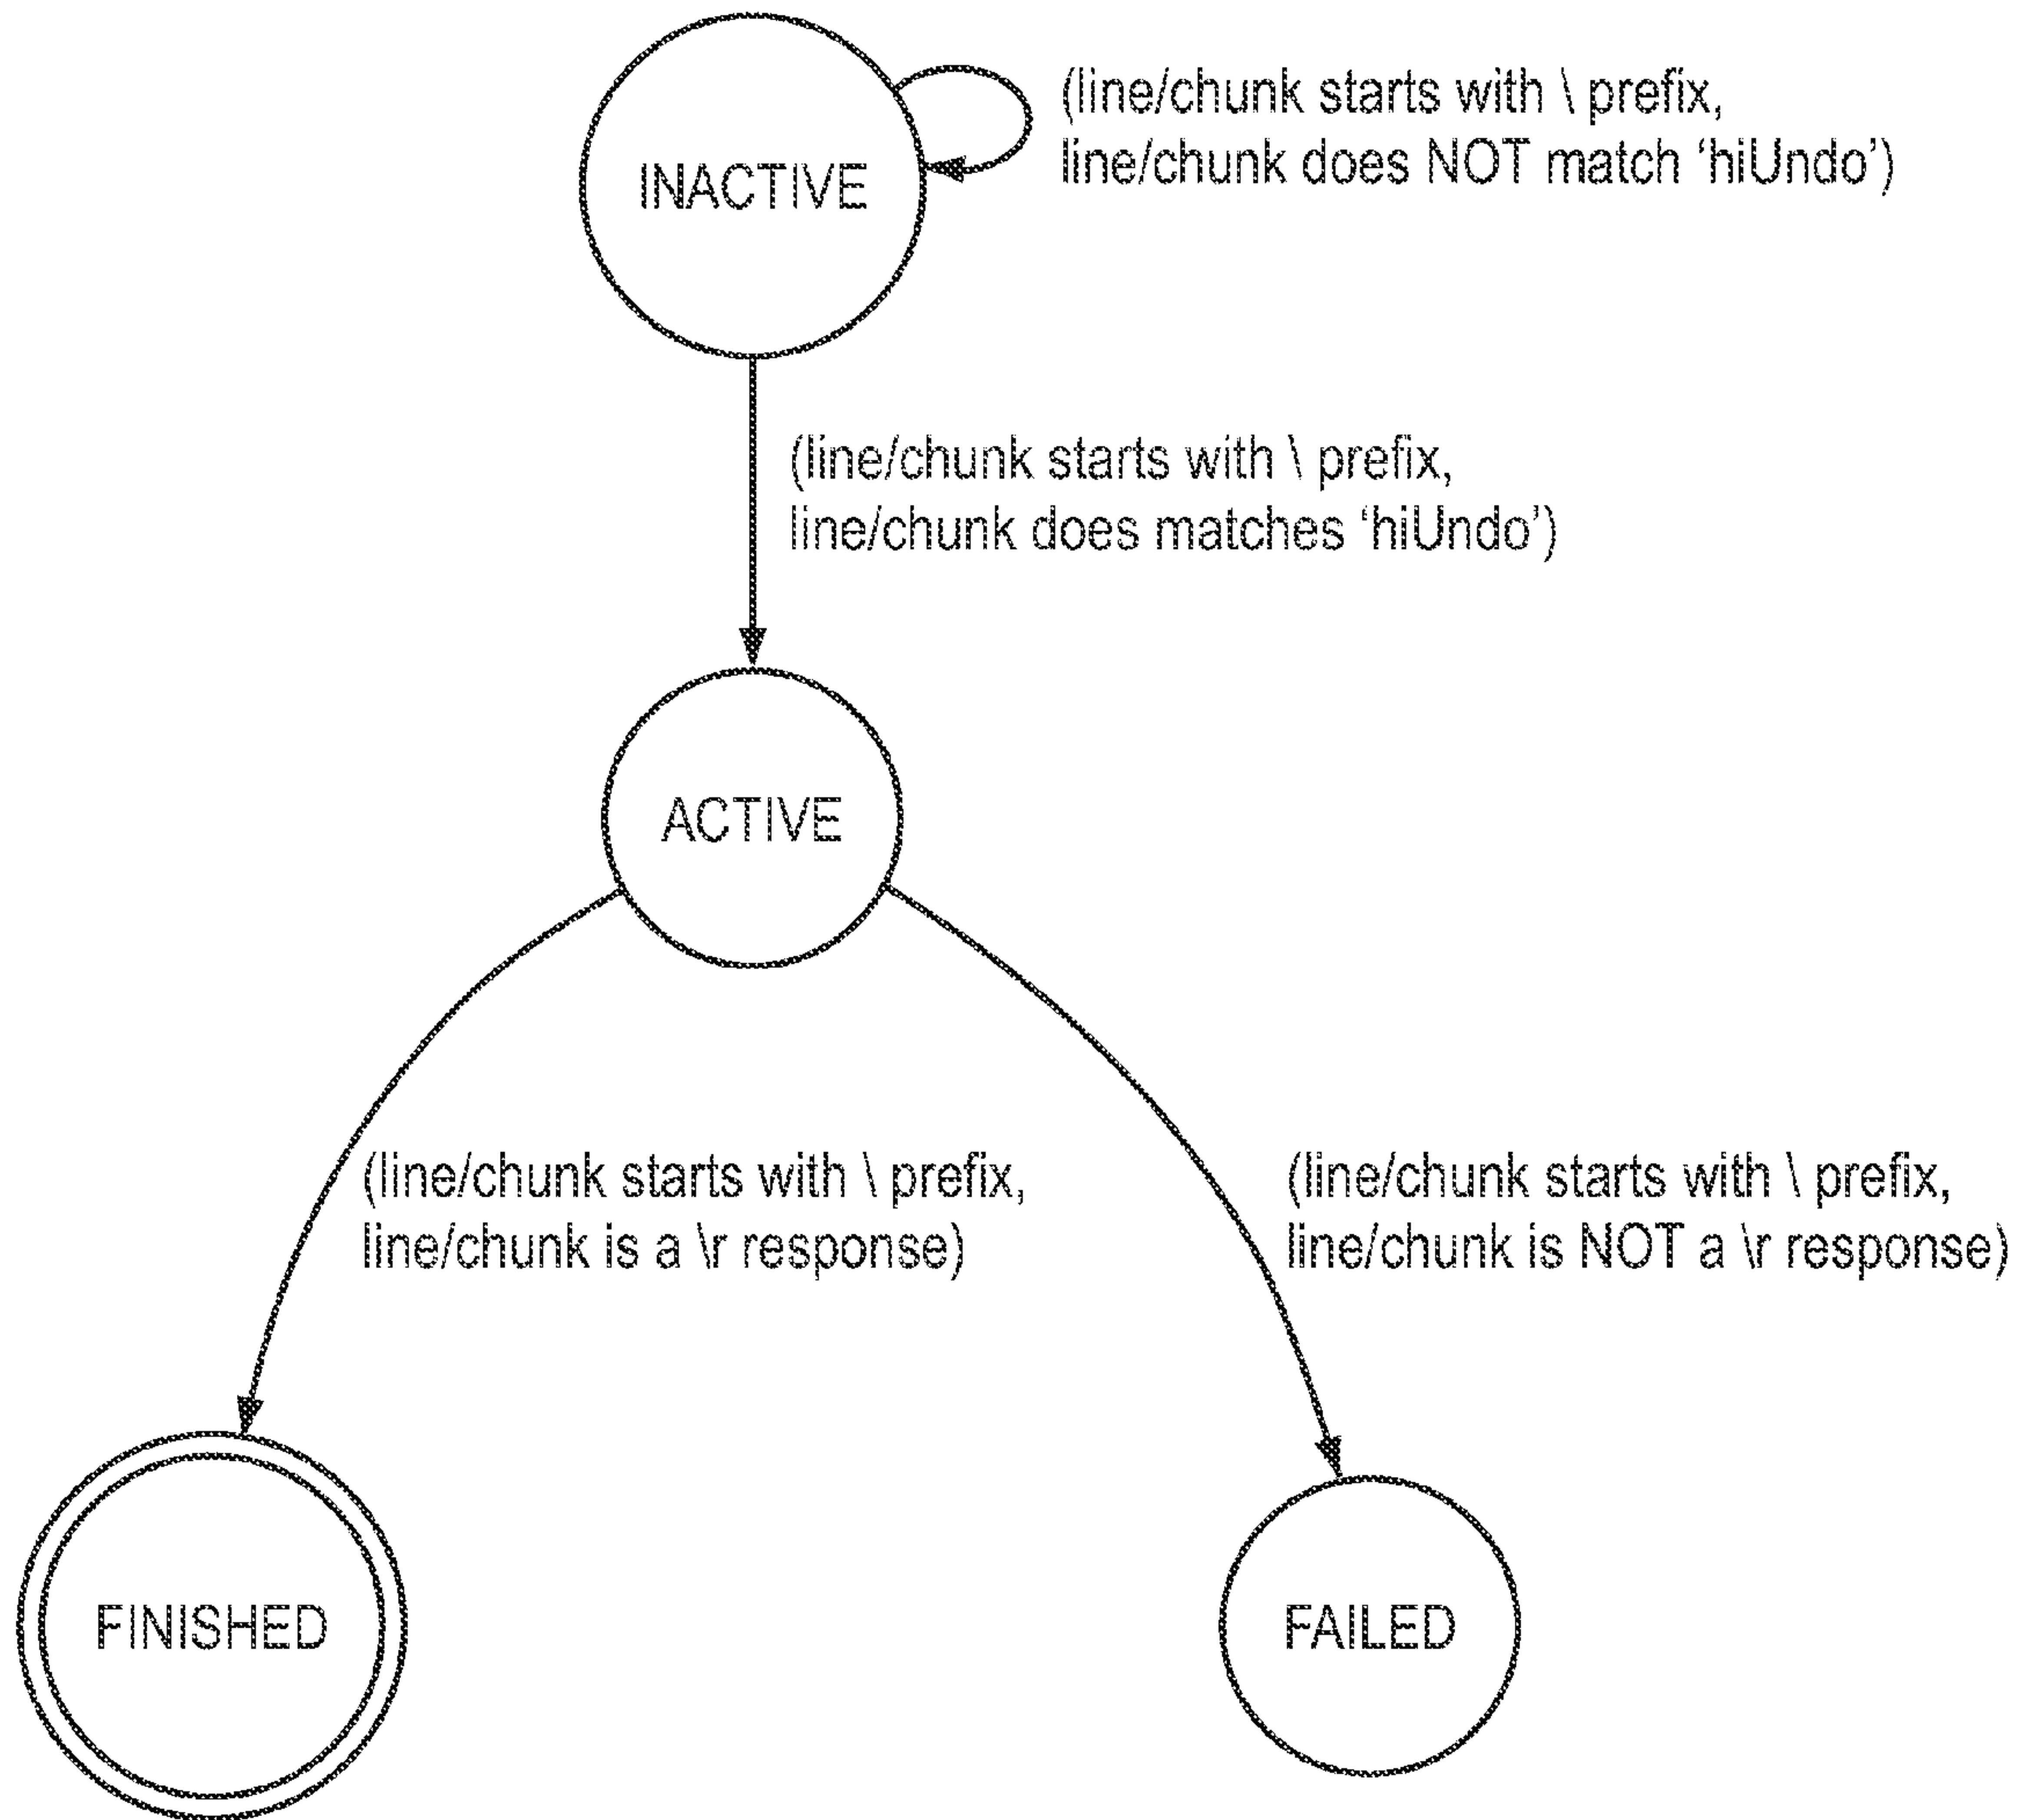 (line/chunk starts with \ prefix,
line/chunk does NOT match ‘hiUndo’)
INACTIVE
(line/chunk starts with \ prefix,
line/chunk does matches ‘hiUndo’)
ACTIVE
(line/chunk starts with \ prefix,
line/chunk is a \r response)
(line/chunk starts with \ prefix,
line/chunk is NOT a \r response)
FINISHED
FAILED